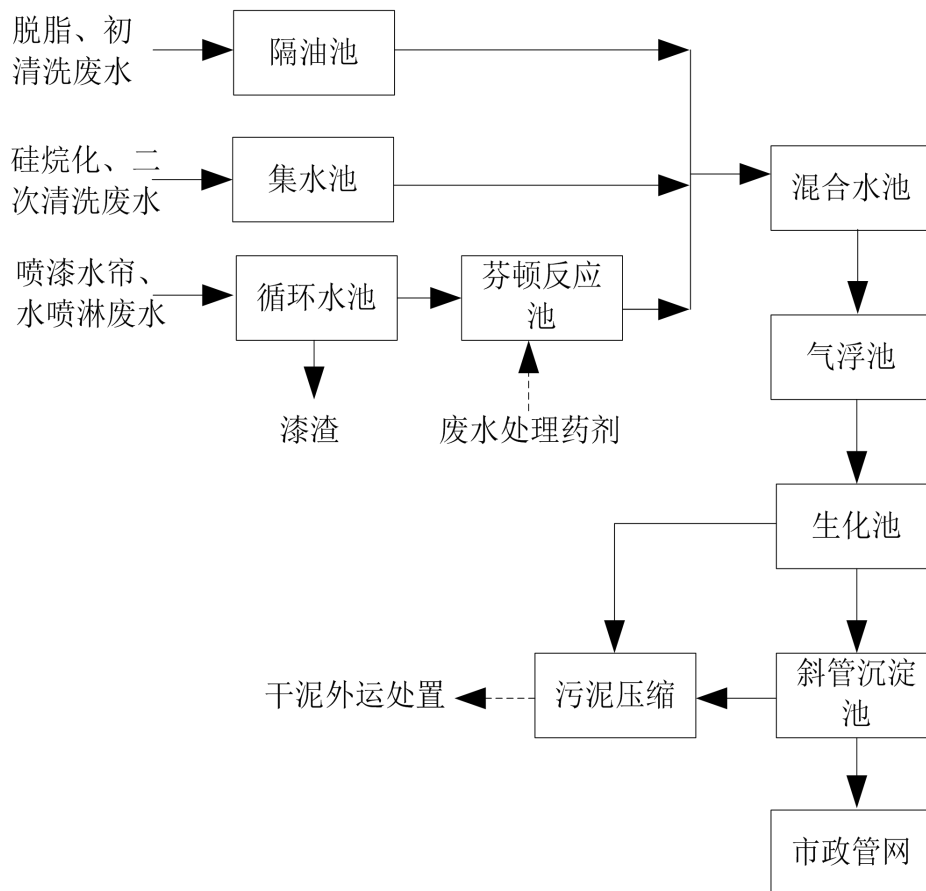 脱脂、初
清洗废水
隔油池
硅烷化、二
次清洗废水
集水池
混合水池
喷漆水帘、
水喷淋废水
循环水池
芬顿反应
池
气浮池
漆渣
废水处理药剂
生化池
斜管沉淀
池
污泥压缩
干泥外运处置
市政管网